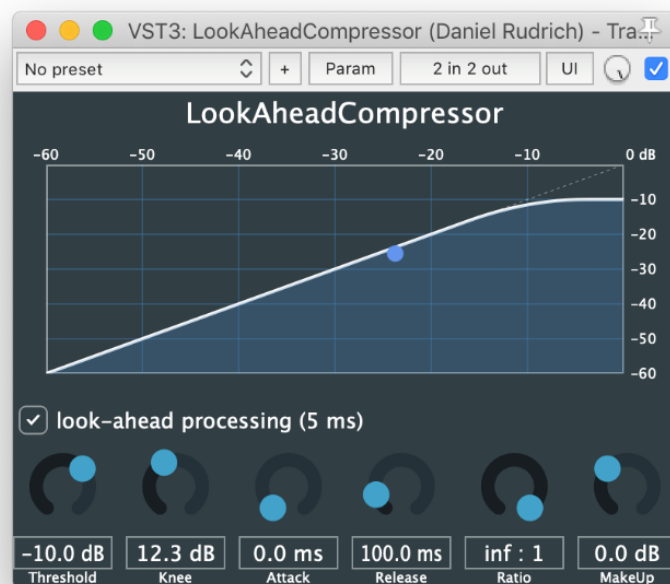 VST3: LookAheadCompressor (Daniel Rudrich) - Tra...
No preset + Param 2 in 2 out UI
LookAheadCompressor
-60 -50 -40 -30 -20 -10 0 dB
-10
-20
-30
-40
-50
-60
look-ahead processing (5 ms)
-10.0 dB 12.3 dB 0.0 ms 100.0 ms inf : 1 0.0 dB
Threshold Knee Attack Release Ratio MakeUp